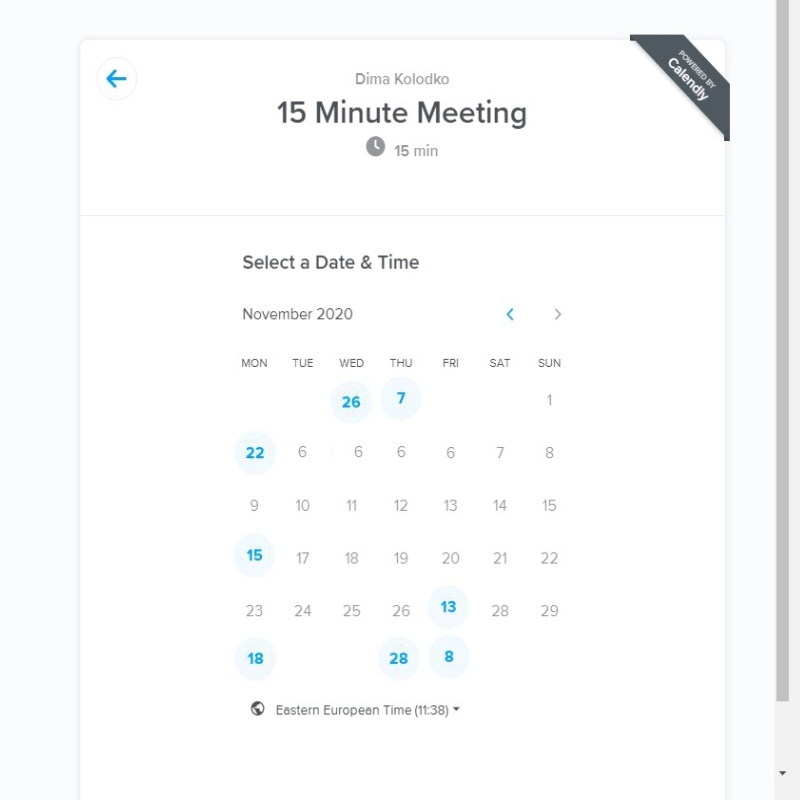 POWERED BY
Calendly
Dima Kolodko
15 Minute Meeting
15 min
Select a Date & Time
November 2020
MON TUE WED THU FRI SAT SUN
26 7 1
22 6 6 6 6 7 8
9 10 11 12 13 14 15
15 17 18 19 20 21 22
23 24 25 26 13 28 29
18 28 8
Eastern European Time (11:38)